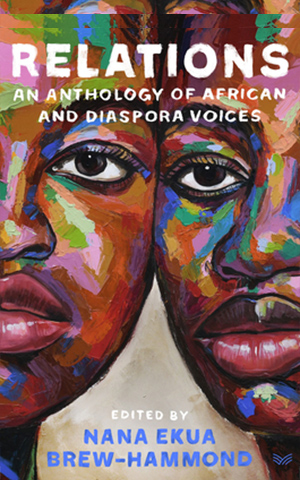 RELATIONS
AN ANTHOLOGY OF AFRICAN
AND DIASPORA VOICES
EDITED BY
NANA EKUA
BREW-HAMMOND